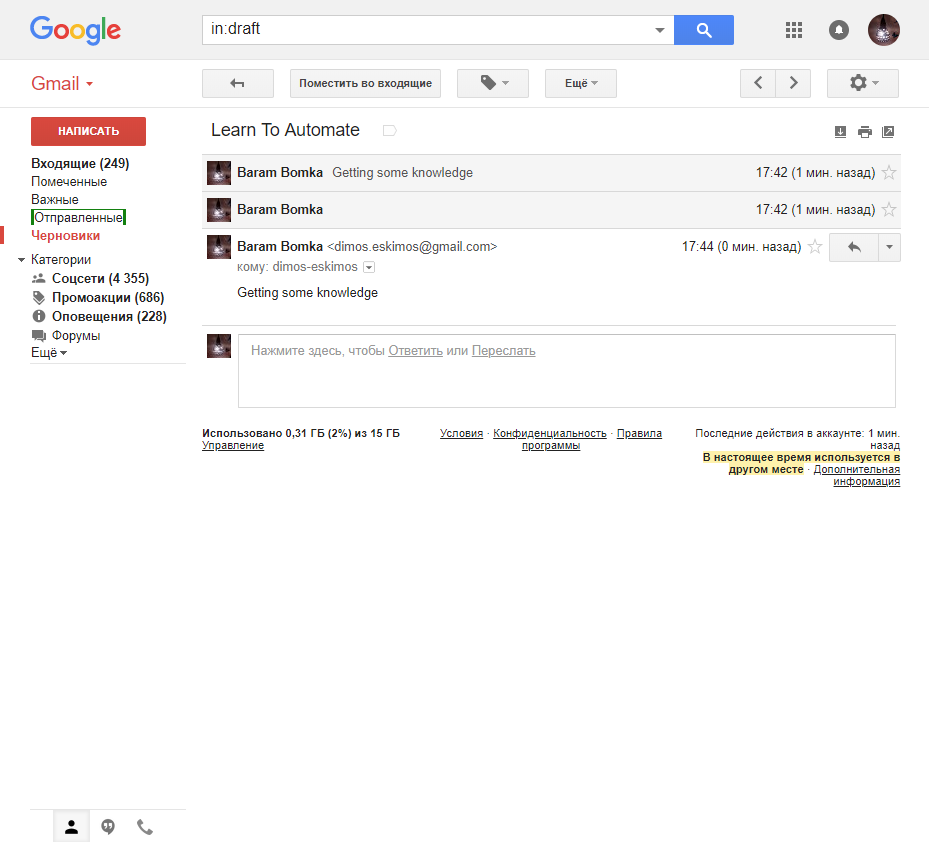 Google
in:draft
Gmail
Поместить во входящие
Ещё
НАПИСАТЬ
Входящие (249)
Помеченные
Важные
Отправленные
Черновики
Категории
Соцсети (4 355)
Промоакции (686)
Оповещения (228)
Форумы
Ещё
Learn To Automate
Baram Bomka Getting some knowledge 17:42 (1 мин. назад)
Baram Bomka 17:42 (1 мин. назад)
Baram Bomka <dimos.eskimos@gmail.com> 17:44 (0 мин. назад)
кому: dimos-eskimos
Getting some knowledge
Нажмите здесь, чтобы Ответить или Переслать
Использовано 0,31 ГБ (2%) из 15 ГБ
Управление
Условия · Конфиденциальность · Правила
программы
Последние действия в аккаунте: 1 мин.
назад
В настоящее время используется в
другом месте · Дополнительная
информация